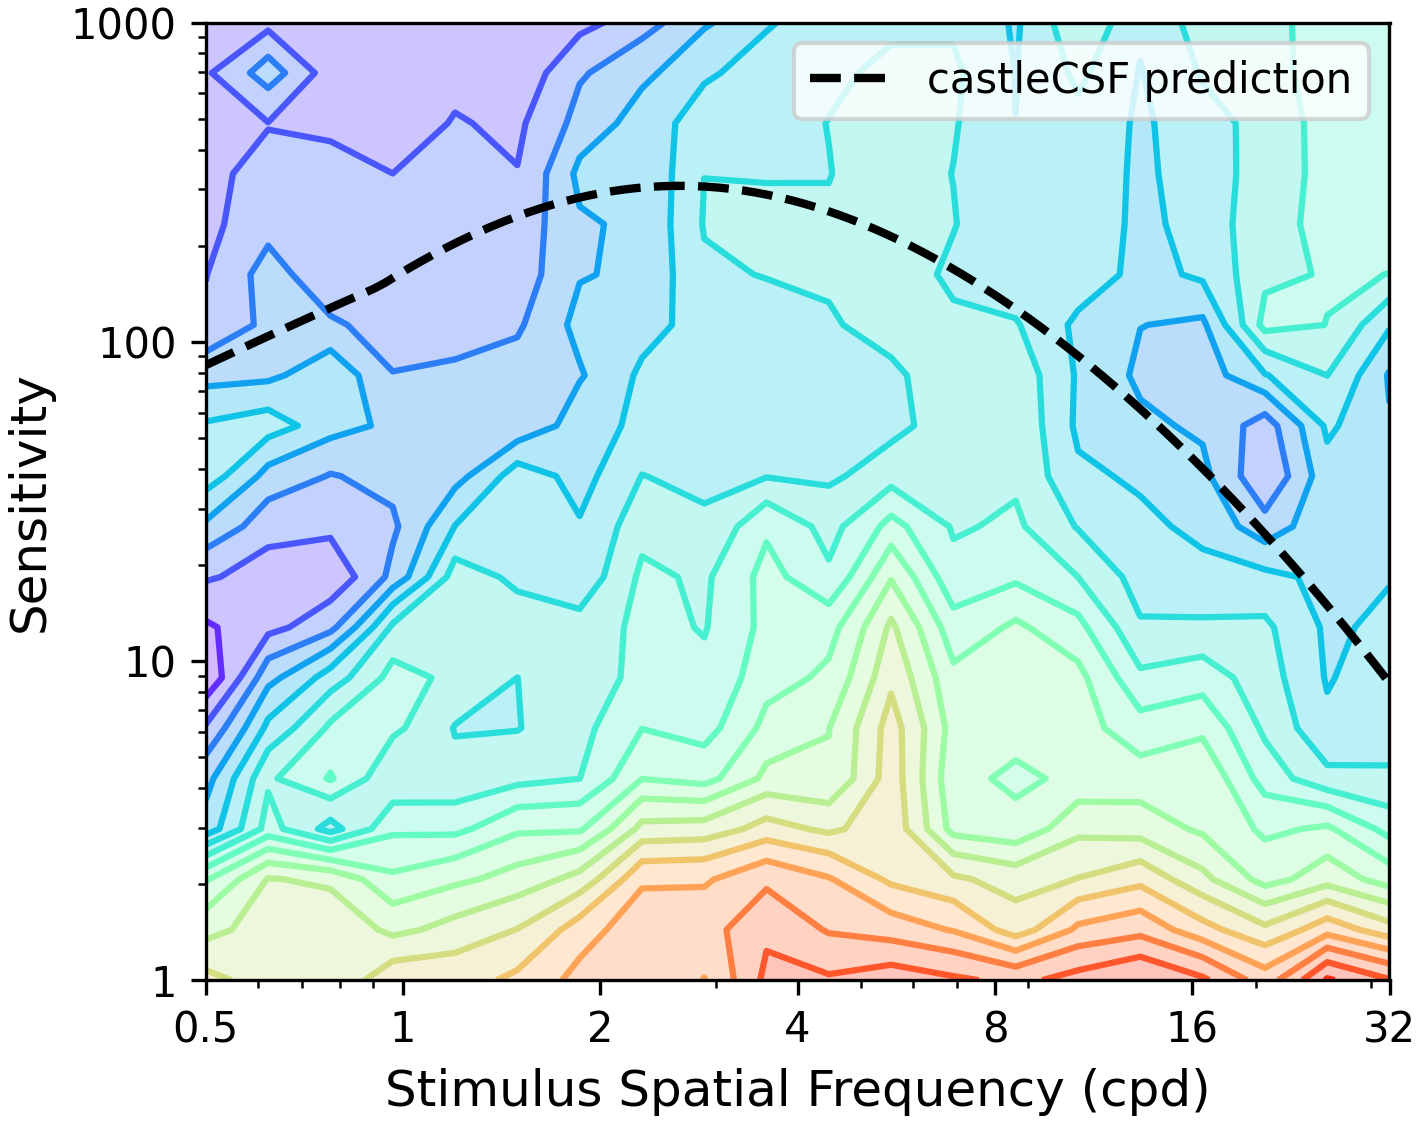 1000
100
10
1
Sensitivity
castleCSF prediction
0.5 1 2 4 8 16 32
Stimulus Spatial Frequency (cpd)